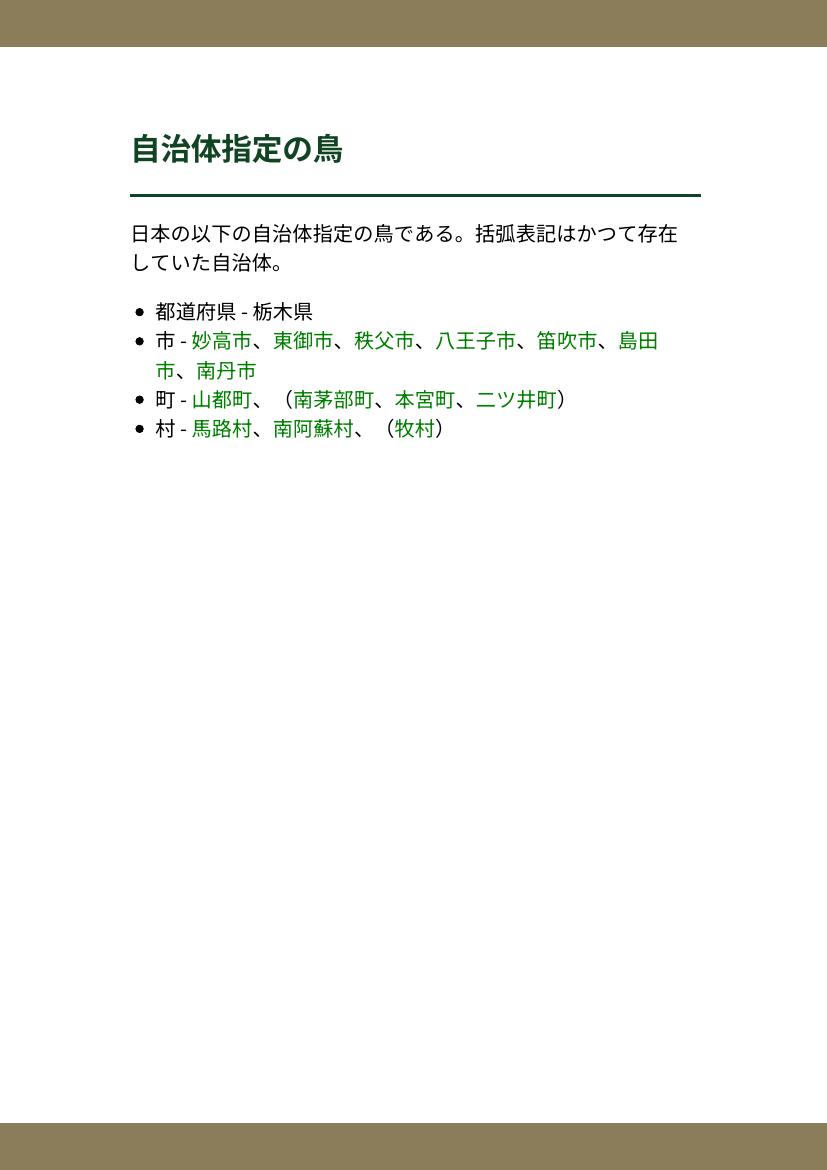 自治体指定の鳥
日本の以下の自治体指定の鳥である。括弧表記はかつて存在
していた自治体。
• 都道府県 - 栃木県
• 市 - 妙高市、東御市、秩父市、八王子市、笛吹市、島田
市、南丹市
• 町 - 山都町、（南茅部町、本宮町、二ツ井町）
• 村 - 馬路村、南阿蘇村、（牧村）